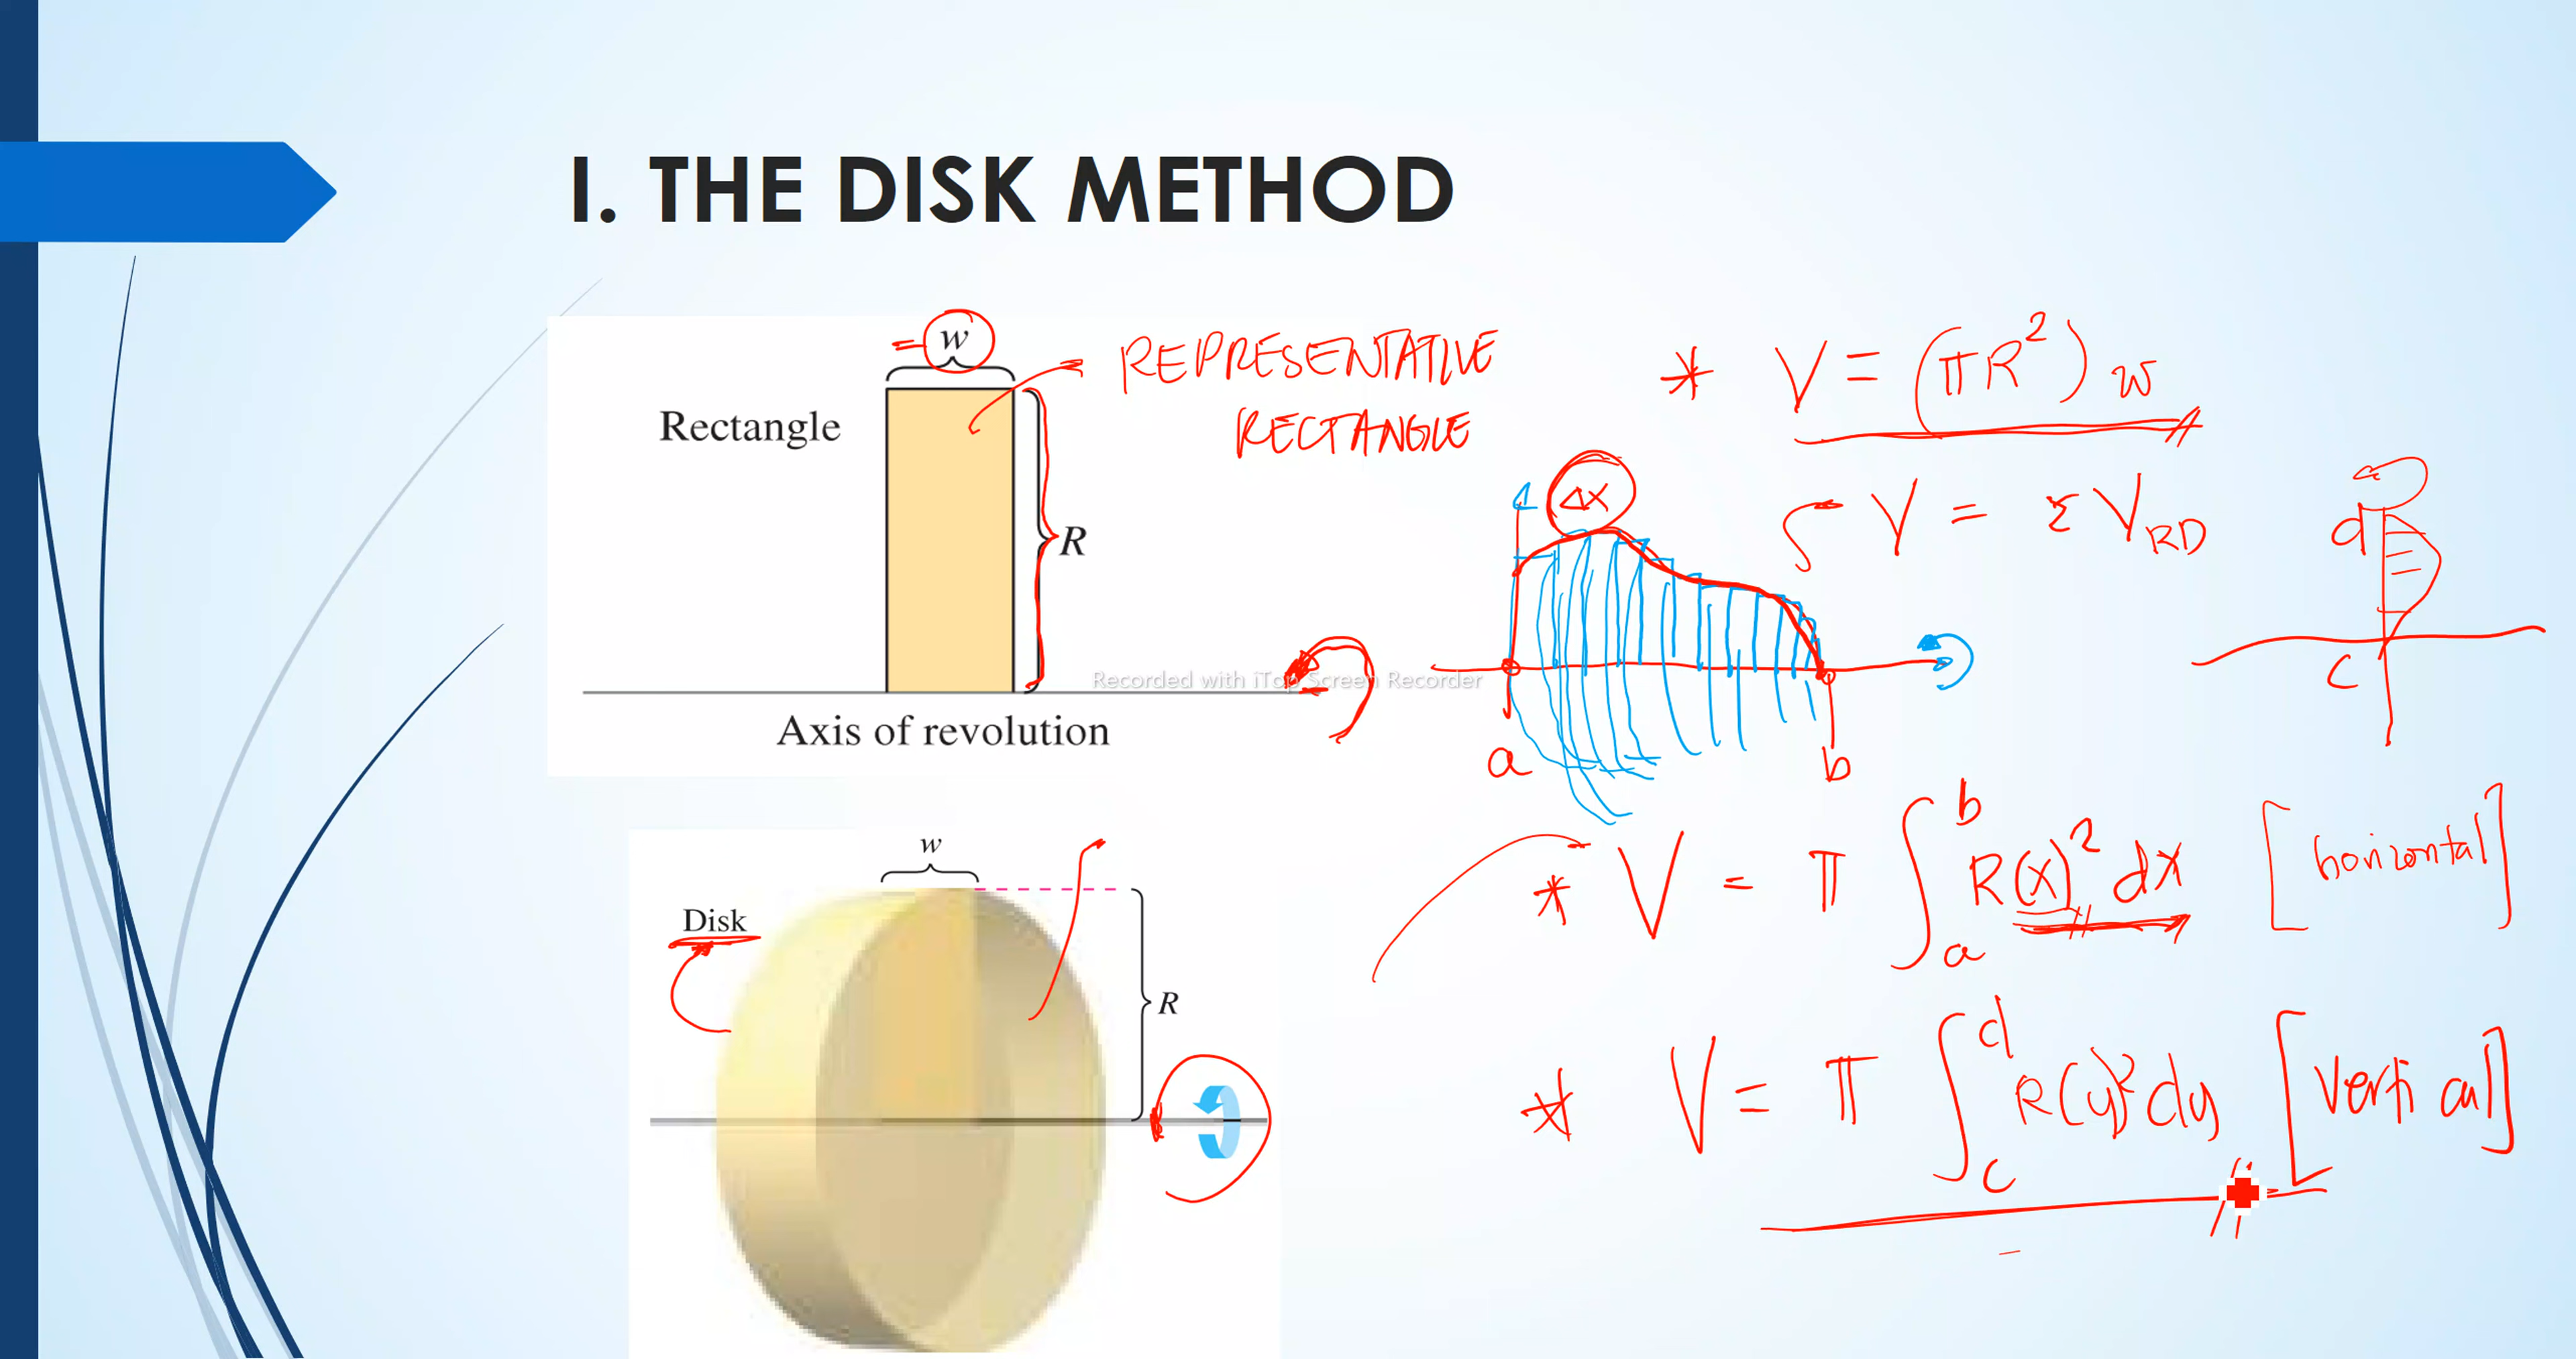 I. THE DISK METHOD
= w
REPRESENTATIVE
RECTANGLE
Rectangle
R
Axis of revolution
Recorded with iTop Screen Recorder
* V = (πR²) w
Δx
V = Σ V_RD
d
c
a
b
w
Disk
R
* V = π ∫_a^b R(x)² dx [horizontal]
* V = π ∫_c^d R(y)² dy [vertical]